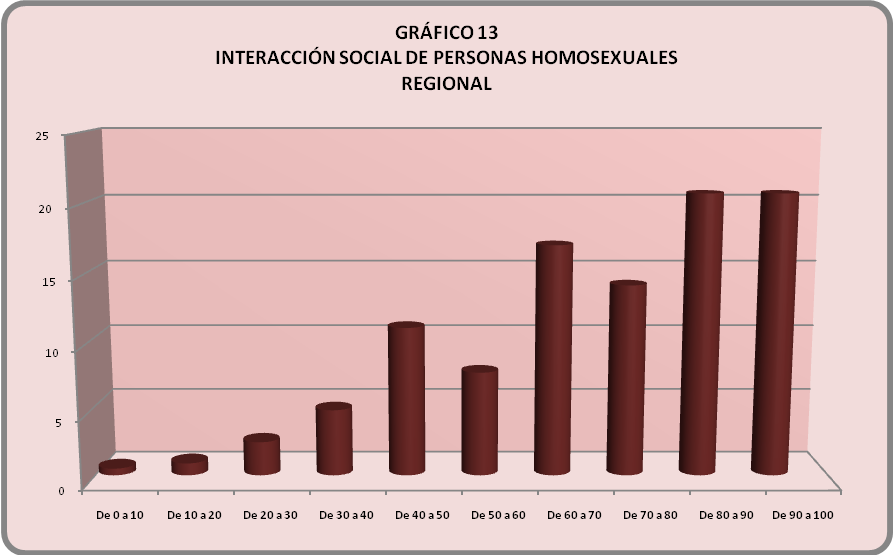 GRÁFICO 13
INTERACCIÓN SOCIAL DE PERSONAS HOMOSEXUALES
REGIONAL
25
20
15
10
5
0
De 0 a 10 De 10 a 20 De 20 a 30 De 30 a 40 De 40 a 50 De 50 a 60 De 60 a 70 De 70 a 80 De 80 a 90 De 90 a 100